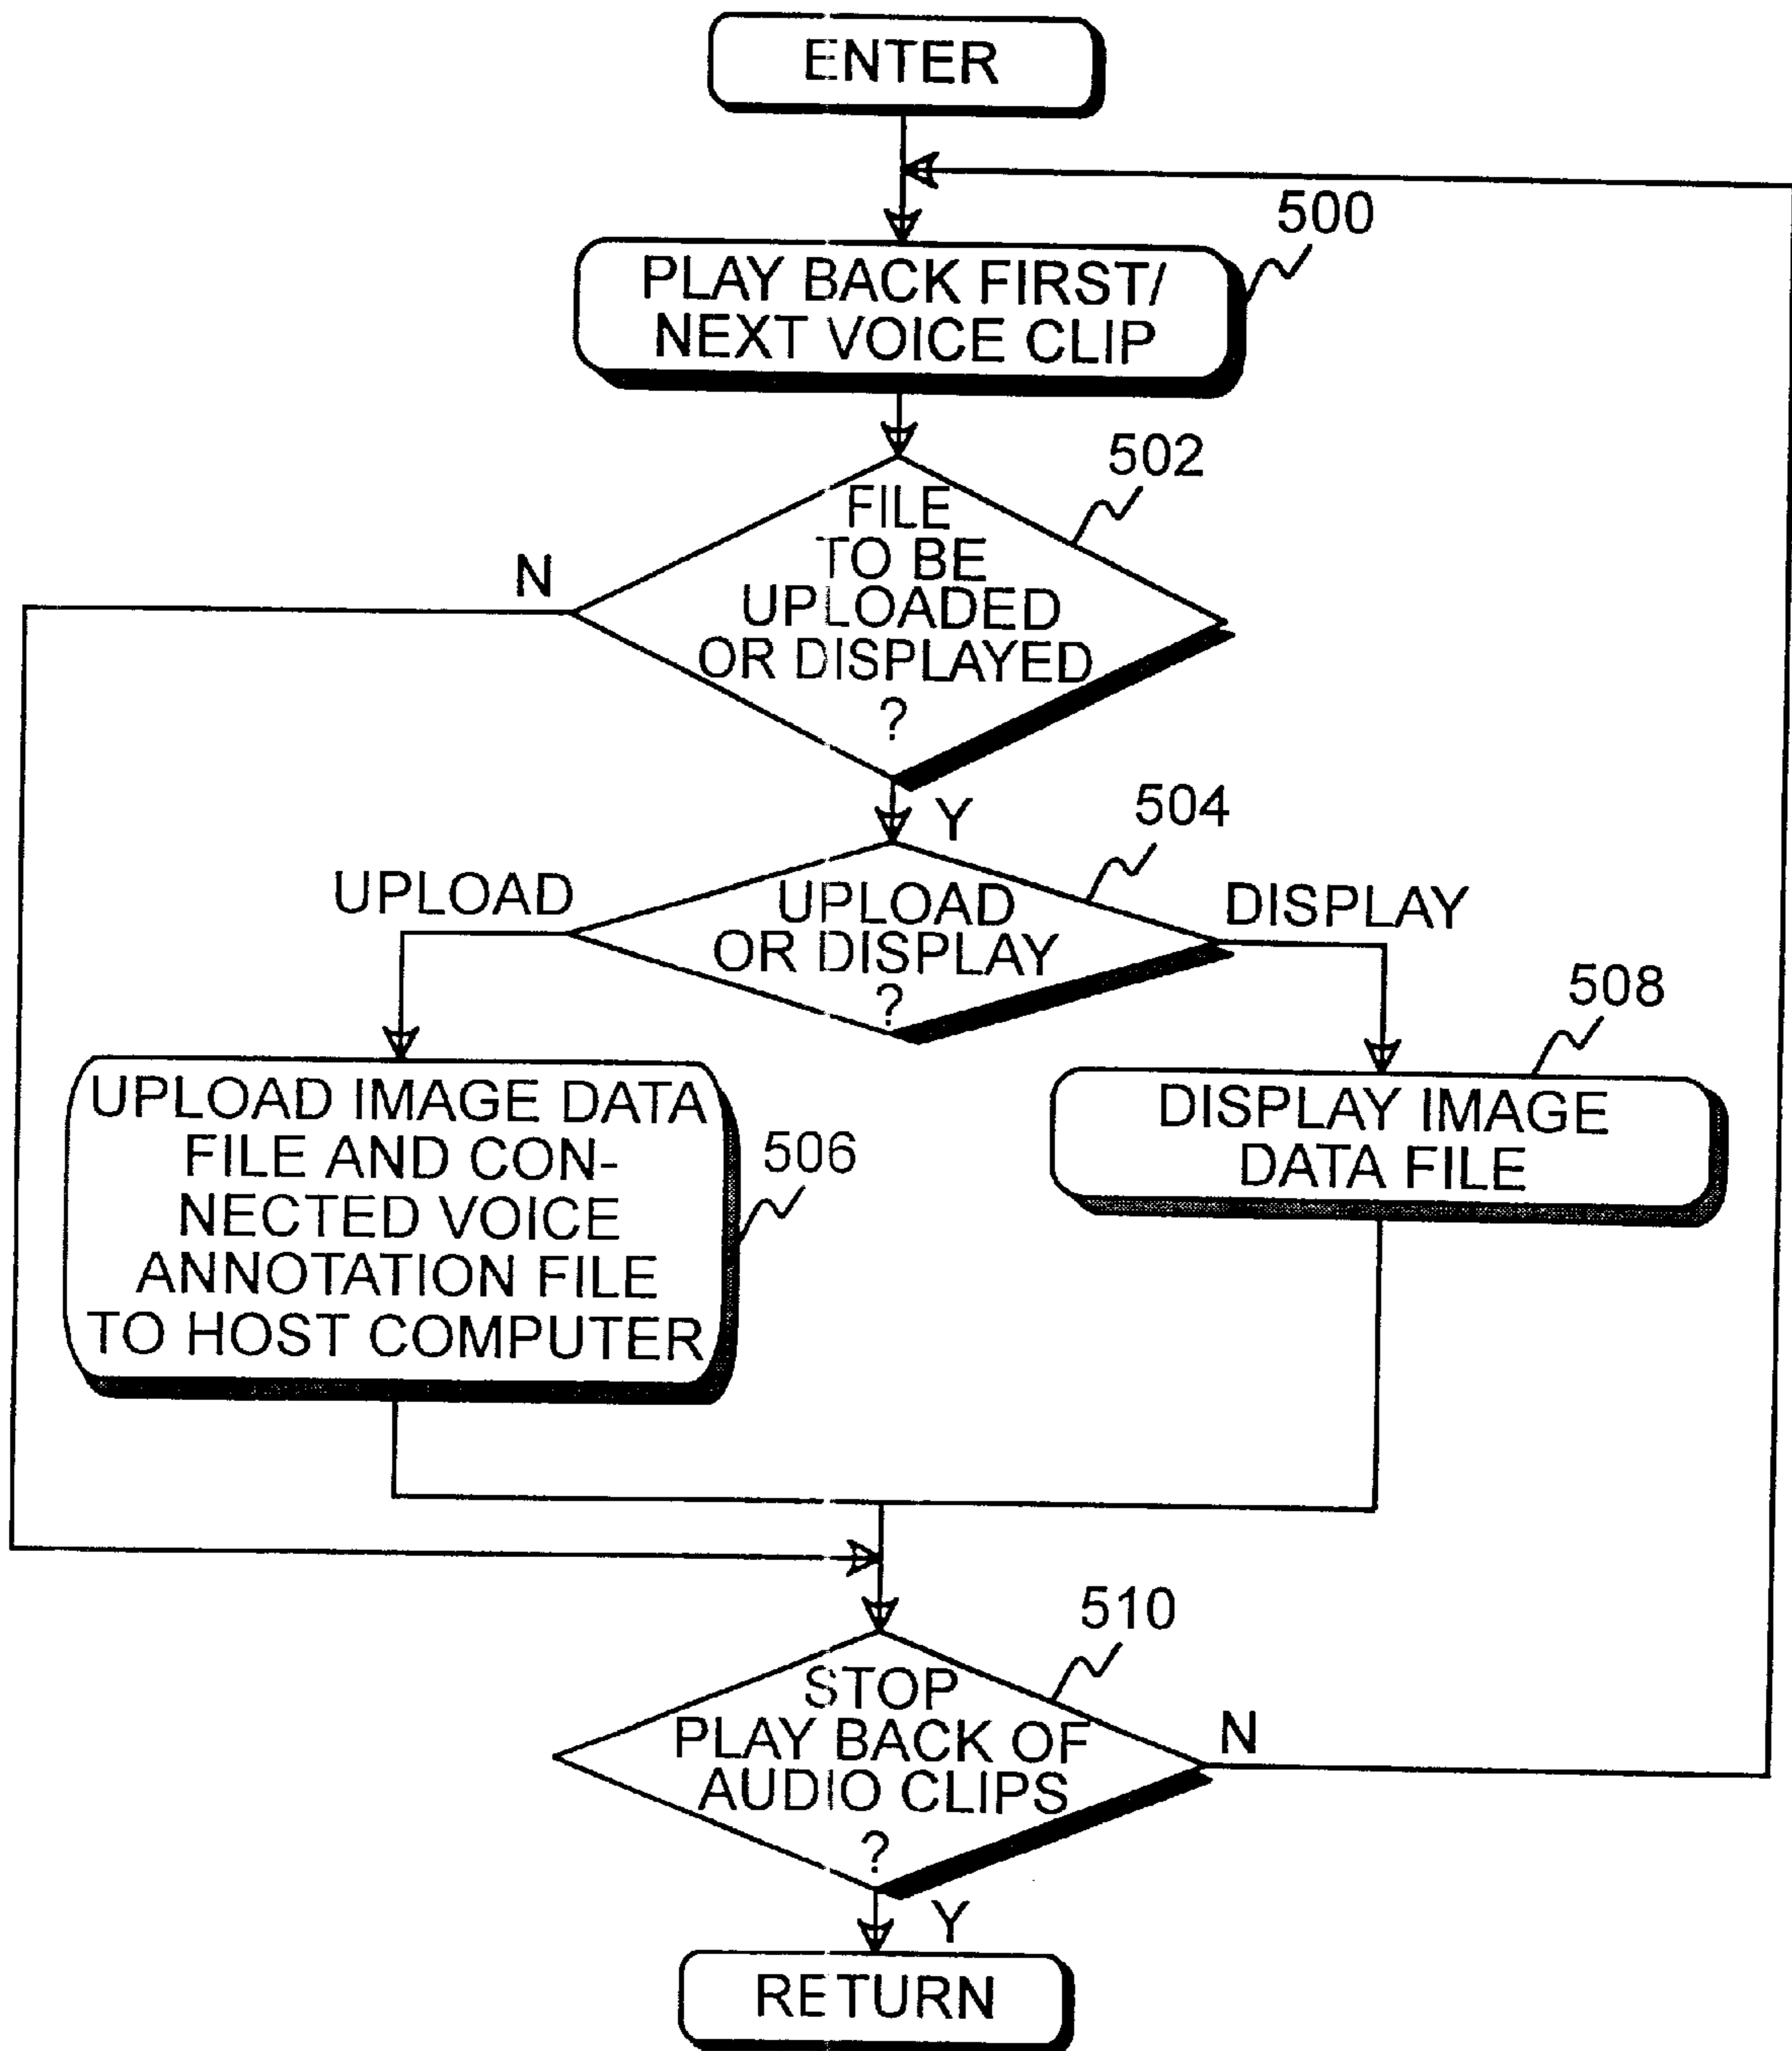 ENTER
500
PLAY BACK FIRST/
NEXT VOICE CLIP
502
FILE
TO BE
UPLOADED
OR DISPLAYED
?
N
Y
504
UPLOAD
UPLOAD
OR DISPLAY
?
DISPLAY
508
UPLOAD IMAGE DATA
FILE AND CON-
NECTED VOICE
ANNOTATION FILE
TO HOST COMPUTER
506
DISPLAY IMAGE
DATA FILE
510
STOP
PLAY BACK OF
AUDIO CLIPS
?
N
Y
RETURN